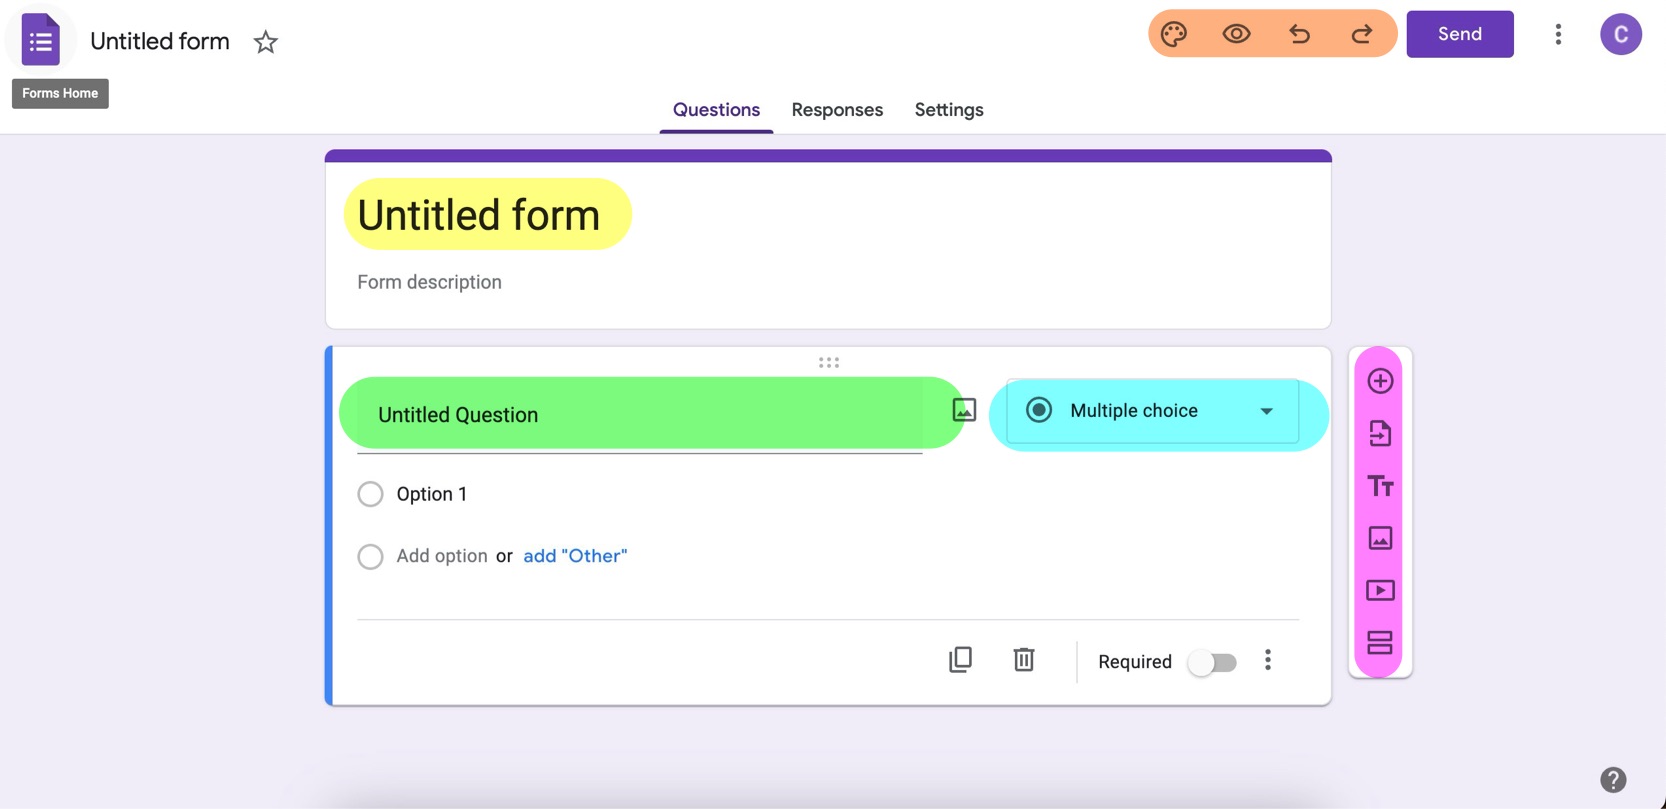 Untitled form
Send
C
Forms Home
Questions Responses Settings
Untitled form
Form description
Untitled Question
Multiple choice
Option 1
Add option or add "Other"
Tт
Required
?